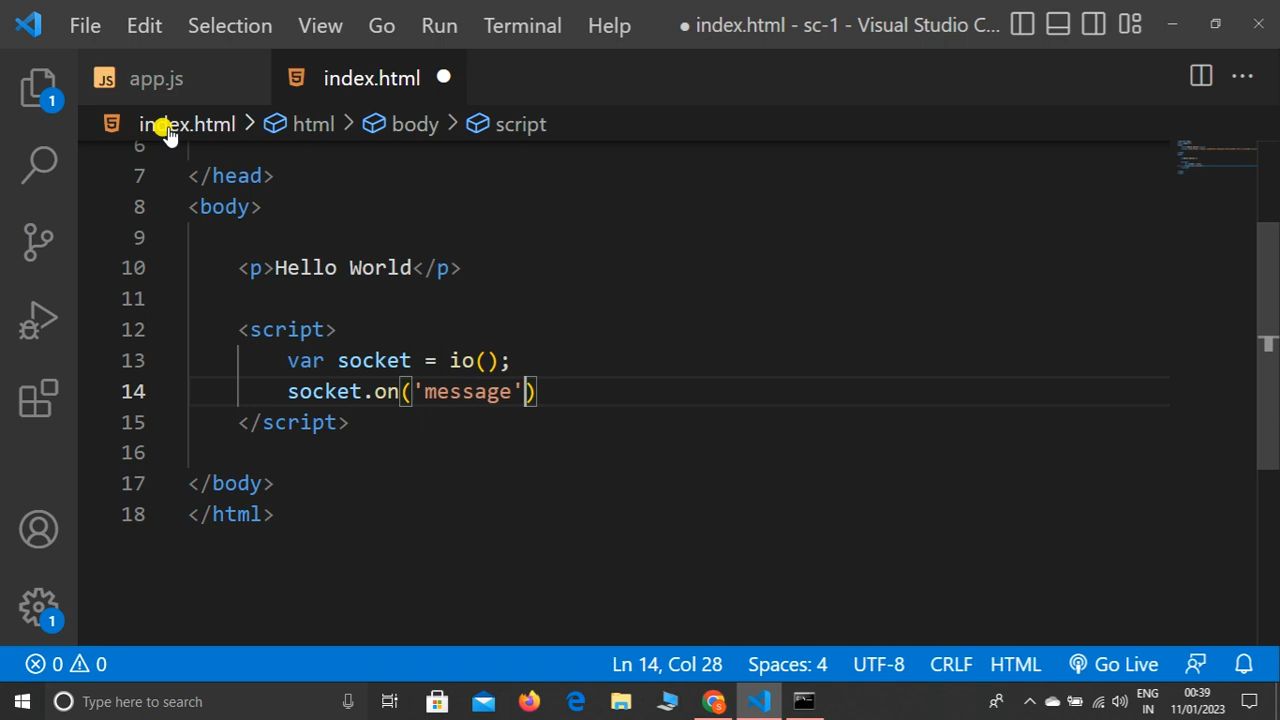 File Edit Selection View Go Run Terminal Help ● index.html - sc-1 - Visual Studio C...
JS app.js index.html
index.html > html > body > script
6
7 </head>
8 <body>
9
10 <p>Hello World</p>
11
12 <script>
13 var socket = io();
14 socket.on('message')
15 </script>
16
17 </body>
18 </html>
1
1
0 0 Ln 14, Col 28 Spaces: 4 UTF-8 CRLF HTML Go Live
Type here to search ENG IN 00:39 11/01/2023